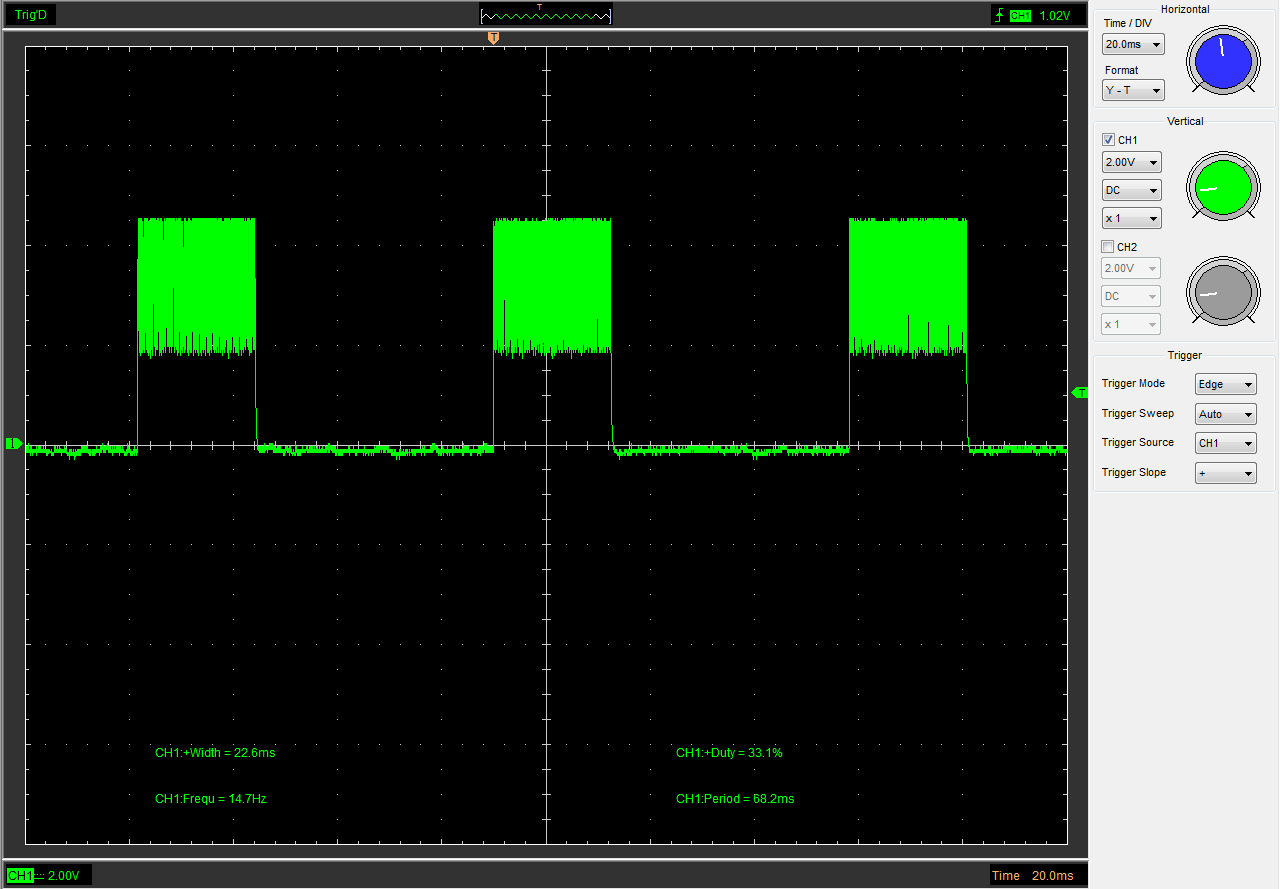 Trig'D
T
CH1 1.02V
Horizontal
Time / DIV
20.0ms
Format
Y - T
T
Vertical
CH1
2.00V
DC
x 1
CH2
2.00V
DC
x 1
Trigger
Trigger Mode Edge
Trigger Sweep Auto
Trigger Source CH1
Trigger Slope +
T
1
CH1:+Width = 22.6ms CH1:+Duty = 33.1%
CH1:Frequ = 14.7Hz CH1:Period = 68.2ms
CH1 2.00V
Time 20.0ms